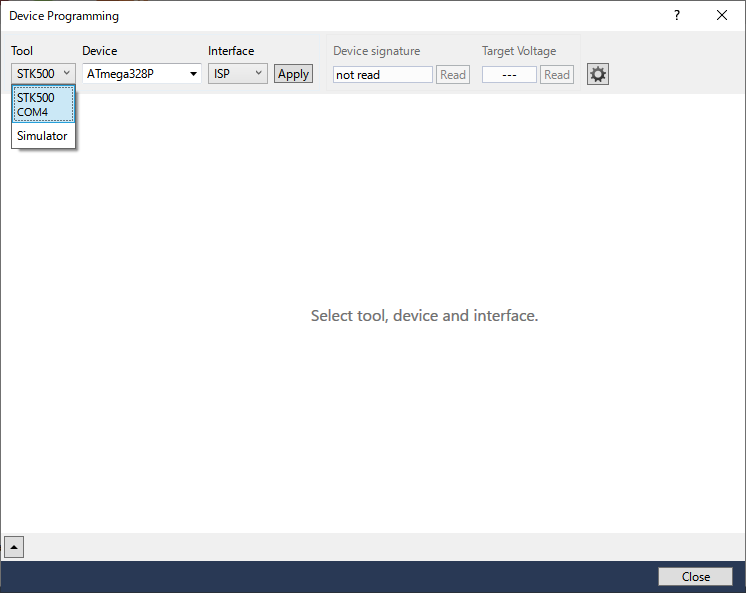 Device Programming
?
Tool Device Interface Device signature Target Voltage
STK500 ATmega328P ISP Apply not read Read --- Read
STK500
COM4
Simulator
Select tool, device and interface.
Close